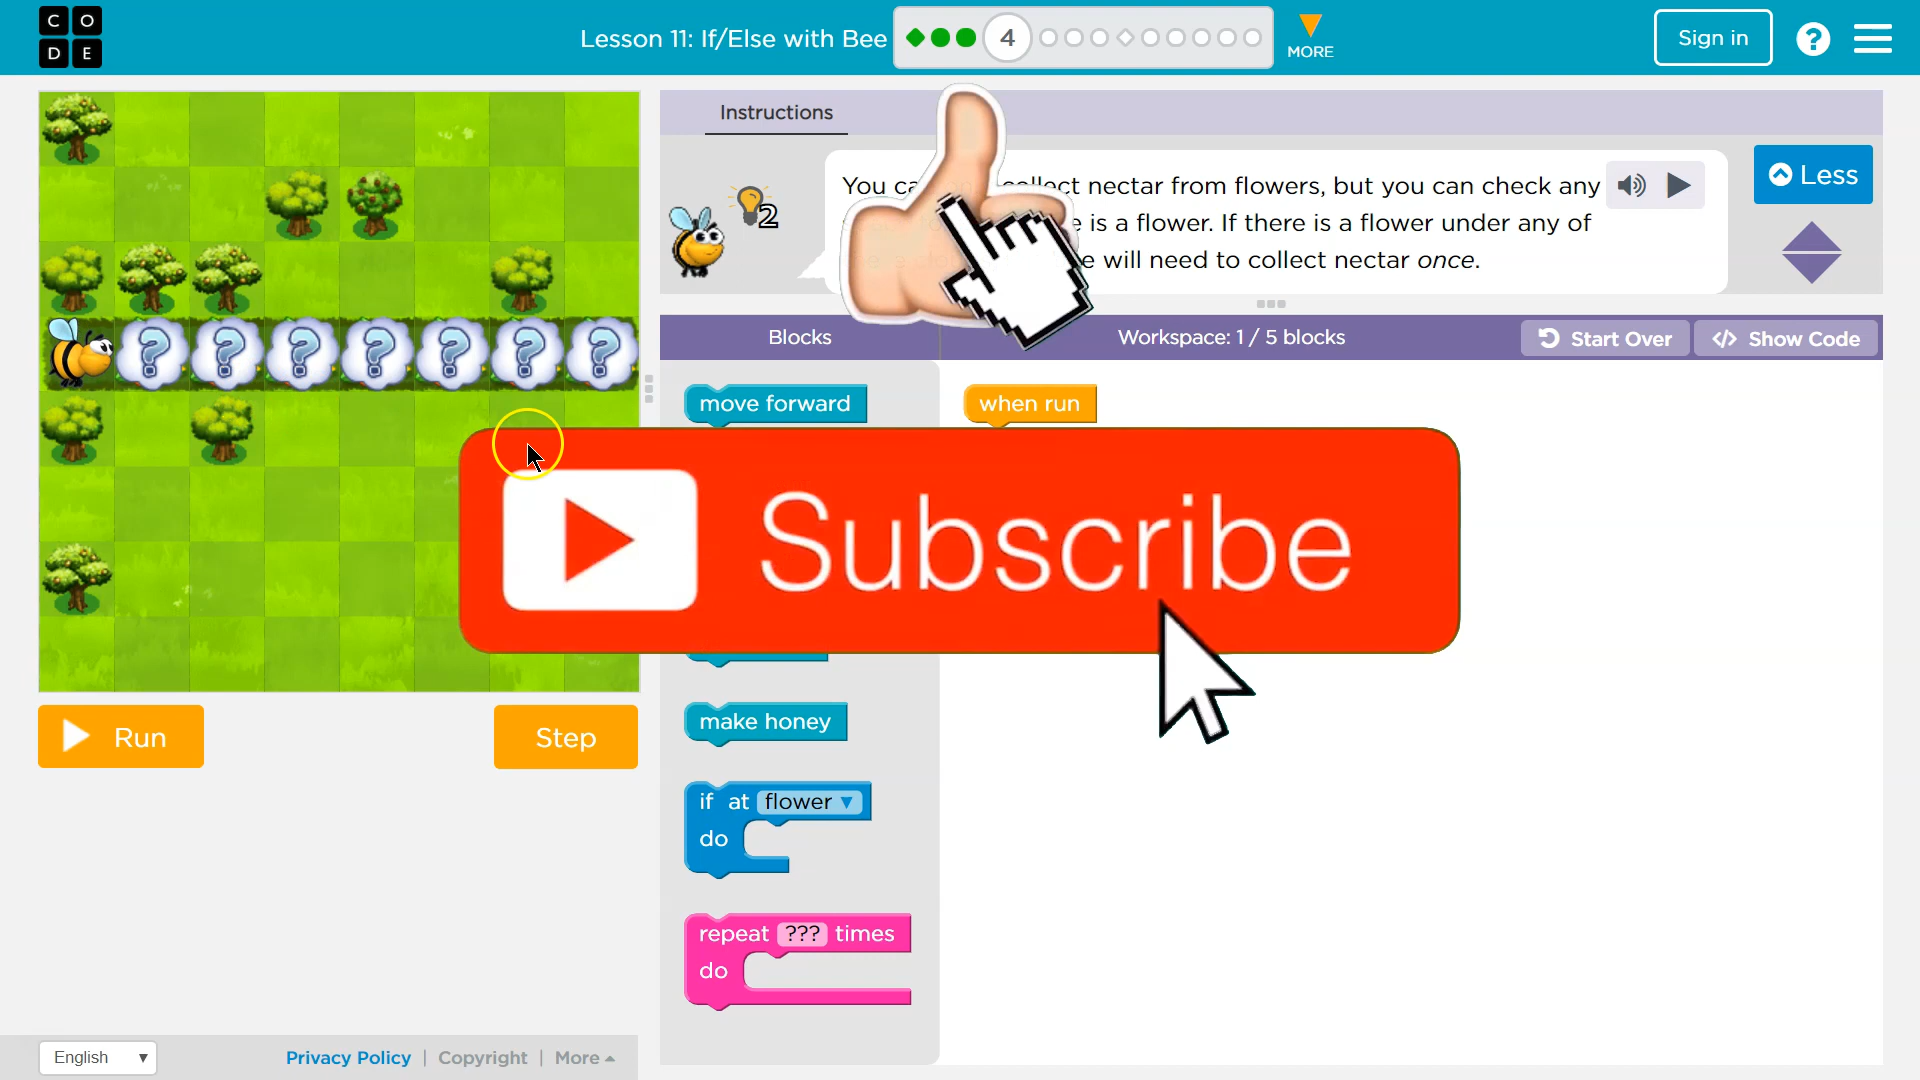 C O
D E
Lesson 11: If/Else with Bee
4
MORE
Sign in
?
Instructions
2
You ca collect nectar from flowers, but you can check any
e is a flower. If there is a flower under any of
e will need to collect nectar once.
Less
Blocks
Workspace: 1 / 5 blocks
Start Over
</> Show Code
? ? ? ? ? ? ?
move forward
when run
Subscribe
make honey
if at flower ▼
do
repeat ??? times
do
Run
Step
English
Privacy Policy | Copyright | More